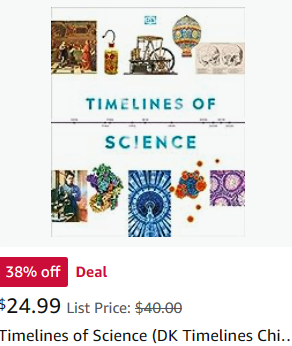 DK
TIMELINES OF
SCIENCE
38% off Deal
$24.99 List Price: $40.00
Timelines of Science (DK Timelines Chi…